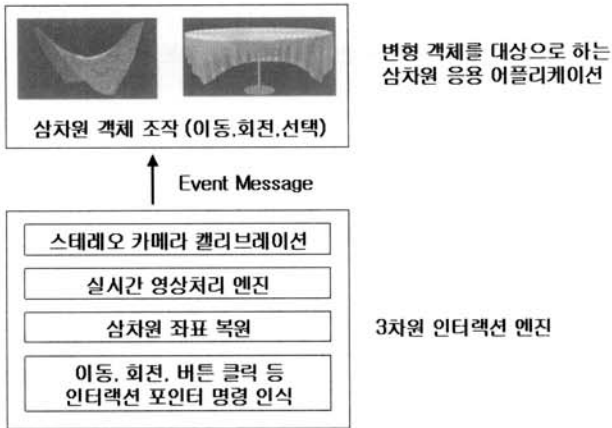 변형 객체를 대상으로 하는
삼차원 응용 어플리케이션
삼차원 객체 조작 (이동,회전,선택)
Event Message
스테레오 카메라 캘리브레이션
실시간 영상처리 엔진
삼차원 좌표 복원
3차원 인터랙션 엔진
이동, 회전, 버튼 클릭 등
인터랙션 포인터 명령 인식